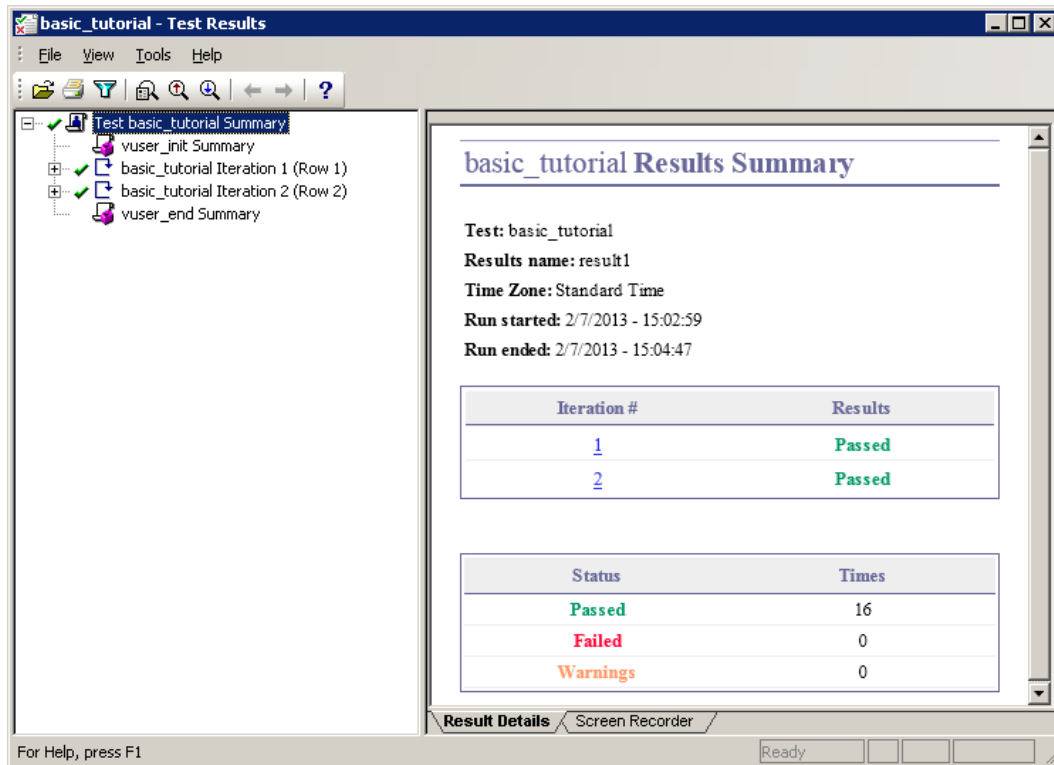 basic_tutorial - Test Results
File View Tools Help
?
Test basic_tutorial Summary
vuser_init Summary
basic_tutorial Iteration 1 (Row 1)
basic_tutorial Iteration 2 (Row 2)
vuser_end Summary
basic_tutorial Results Summary
Test: basic_tutorial
Results name: result1
Time Zone: Standard Time
Run started: 2/7/2013 - 15:02:59
Run ended: 2/7/2013 - 15:04:47
Iteration # Results
1 Passed
2 Passed
Status Times
Passed 16
Failed 0
Warnings 0
Result Details Screen Recorder
For Help, press F1 Ready